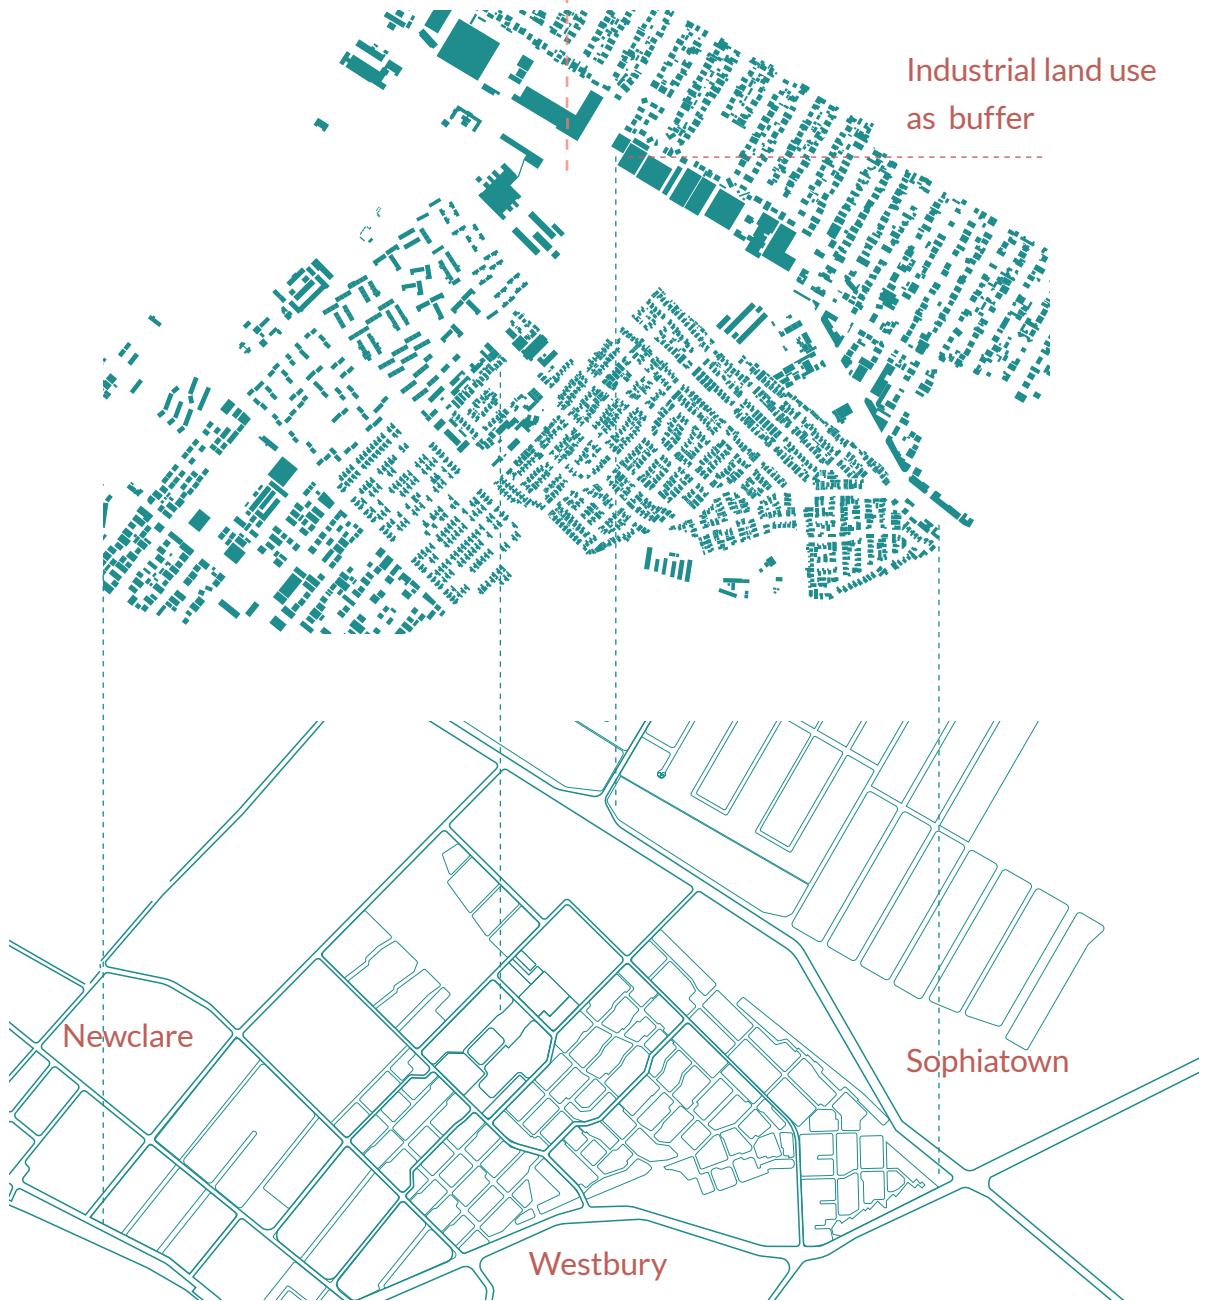 Industrial land use
as buffer
Newclare
Sophiatown
Westbury